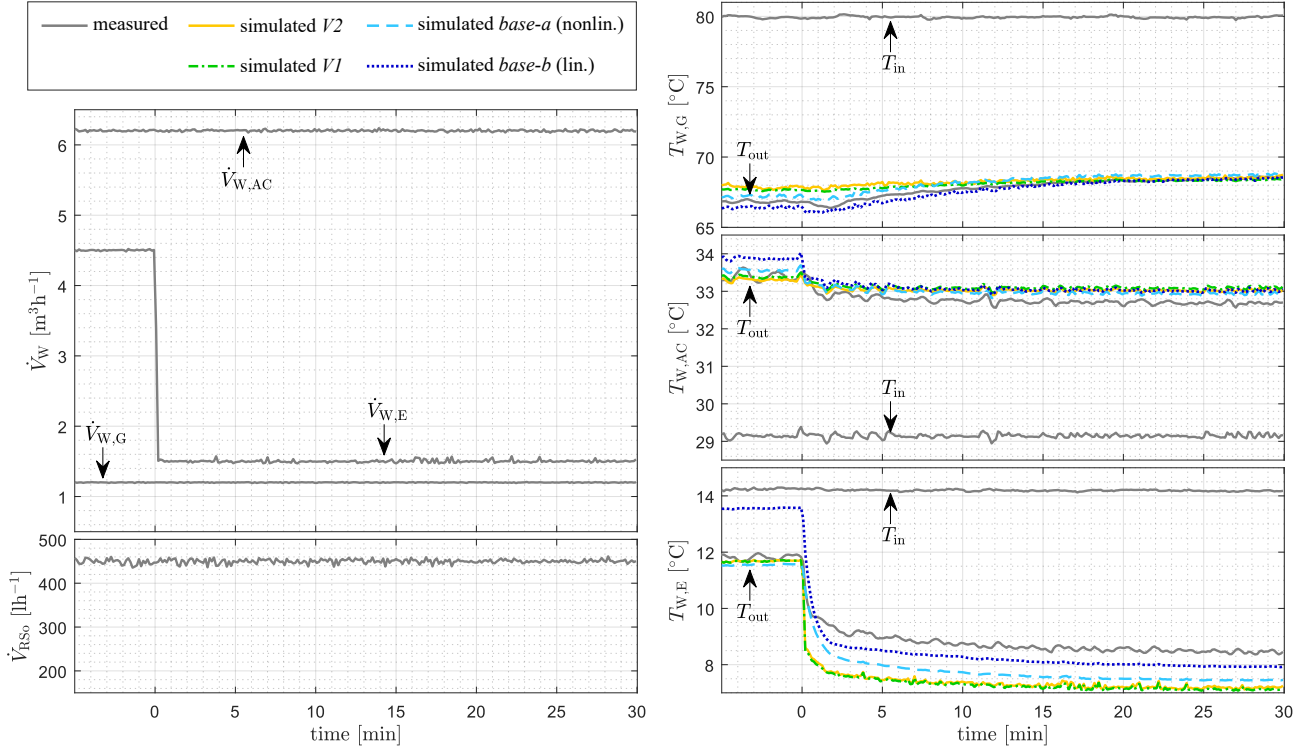 measured
simulated V2
simulated base-a (nonlin.)
simulated V1
simulated base-b (lin.)
V̇W [m³h⁻¹]
6
5
4
3
2
1
V̇W,AC
V̇W,E
V̇W,G
V̇RSo [lh⁻¹]
500
400
300
200
0 5 10 15 20 25 30
time [min]
TW,G [°C]
80
75
70
65
Tin
Tout
TW,AC [°C]
34
33
32
31
30
29
Tout
Tin
TW,E [°C]
14
12
10
8
Tin
Tout
0 5 10 15 20 25 30
time [min]